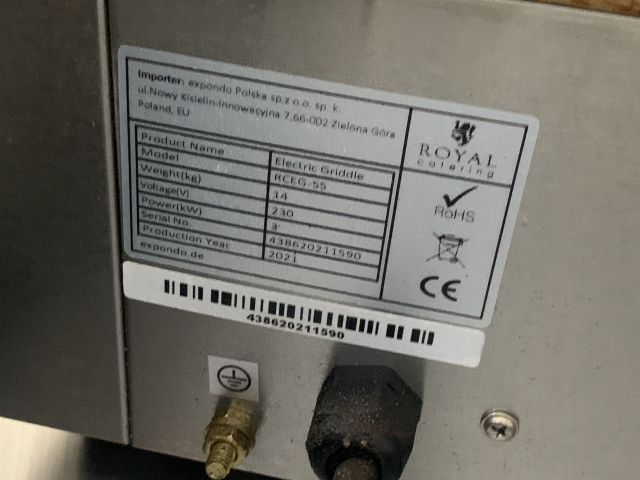 Importer: expondo Polska sp.z o.o. sp. k.
ul.Nowy Kisielin-Innowacyjna 7,66-002 Zielona Góra
Poland, EU
ROYAL
catering
Product Name Electric Griddle
Model RCEG-55
Weight(kg) 14
Voltage(V) 230
Power(kW) 3
Serial No. 438620211590
Production Year 2021
expondo.de
RoHS
CE
438620211590